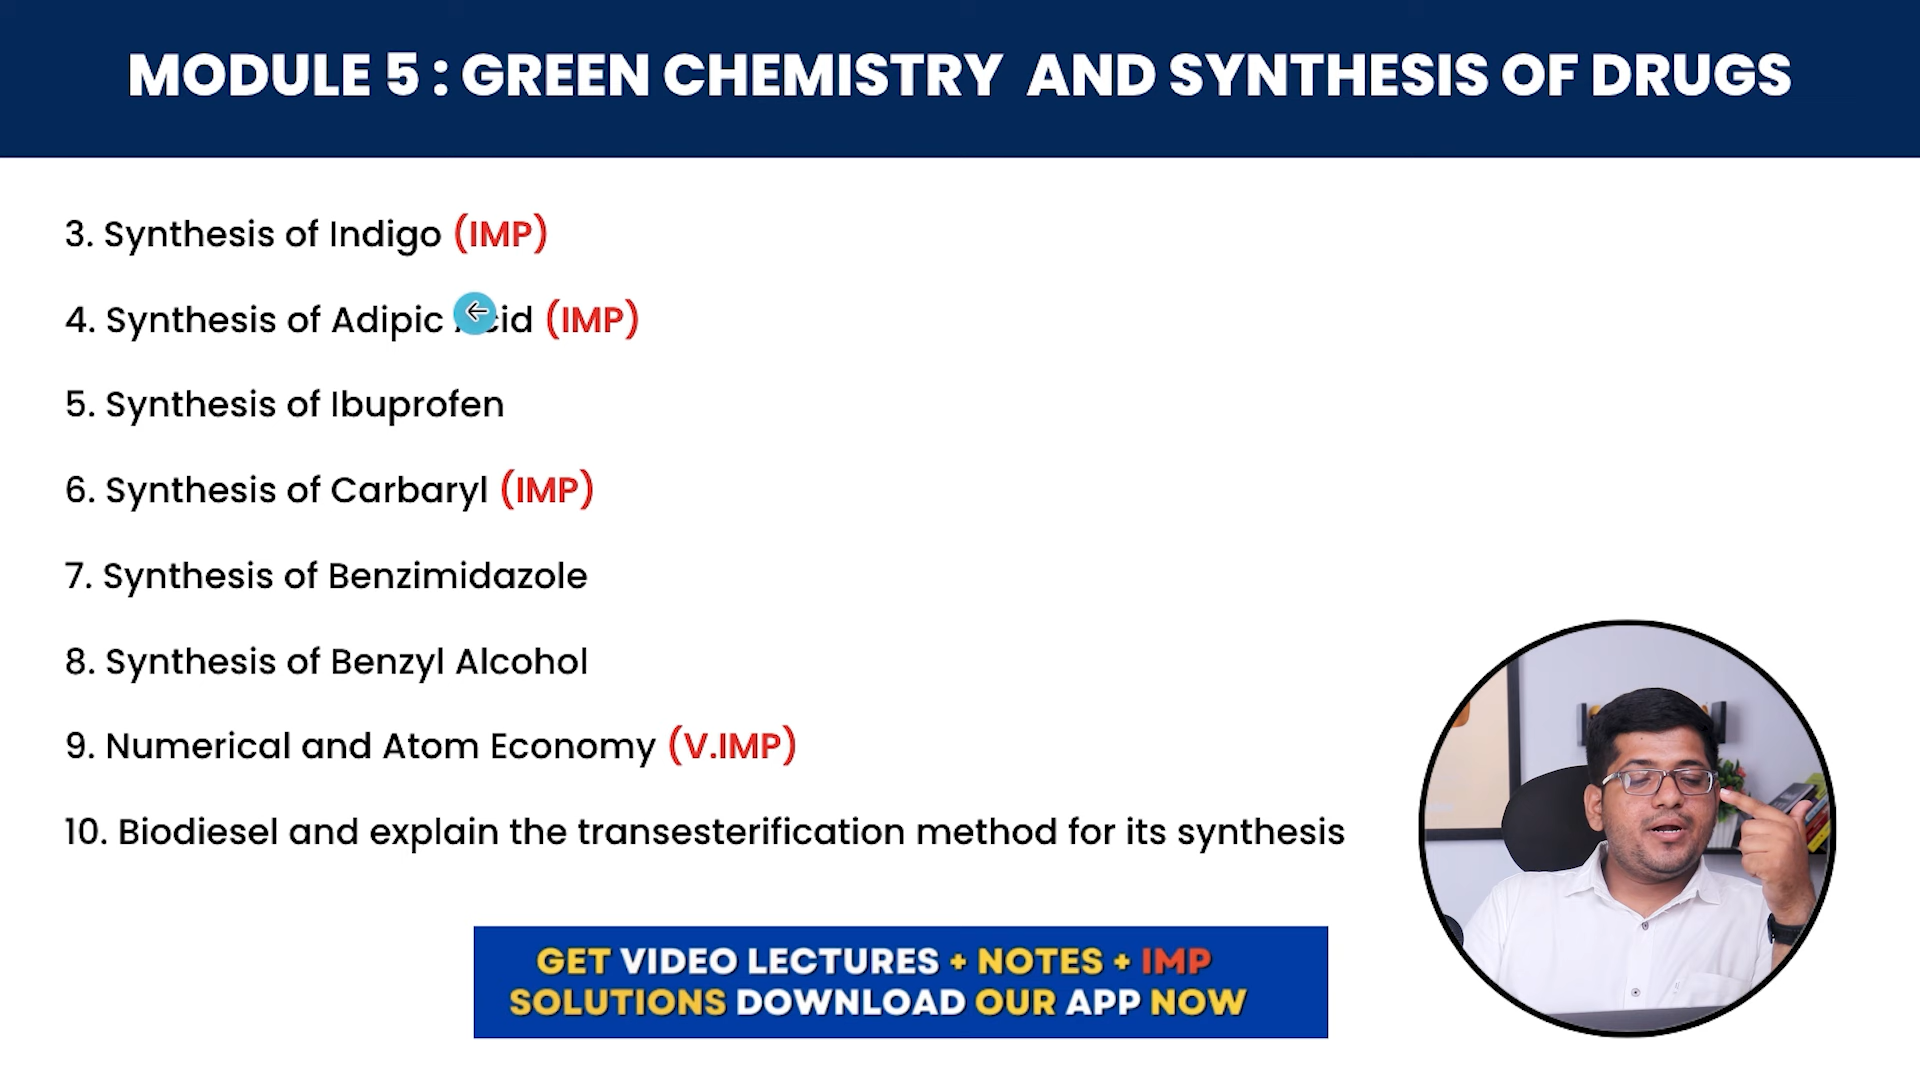 MODULE 5 : GREEN CHEMISTRY AND SYNTHESIS OF DRUGS
3. Synthesis of Indigo (IMP)
4. Synthesis of Adipic Acid (IMP)
5. Synthesis of Ibuprofen
6. Synthesis of Carbaryl (IMP)
7. Synthesis of Benzimidazole
8. Synthesis of Benzyl Alcohol
9. Numerical and Atom Economy (V.IMP)
10. Biodiesel and explain the transesterification method for its synthesis
GET VIDEO LECTURES + NOTES + IMP
SOLUTIONS DOWNLOAD OUR APP NOW